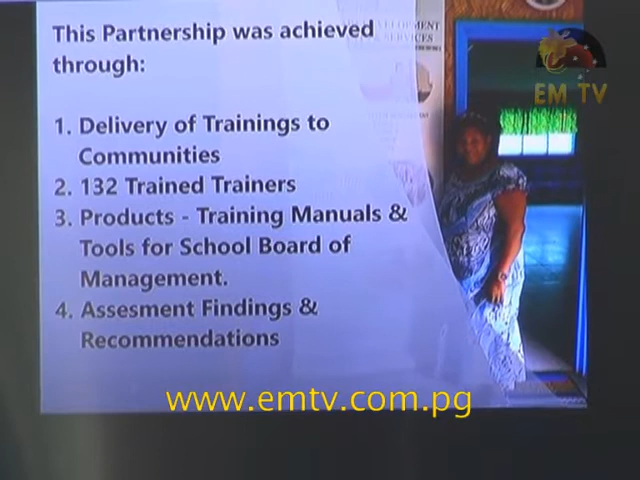 This Partnership was achieved
through:
1. Delivery of Trainings to
Communities
2. 132 Trained Trainers
3. Products - Training Manuals &
Tools for School Board of
Management.
4. Assesment Findings &
Recommendations
SERVICES
EM TV
www.emtv.com.pg